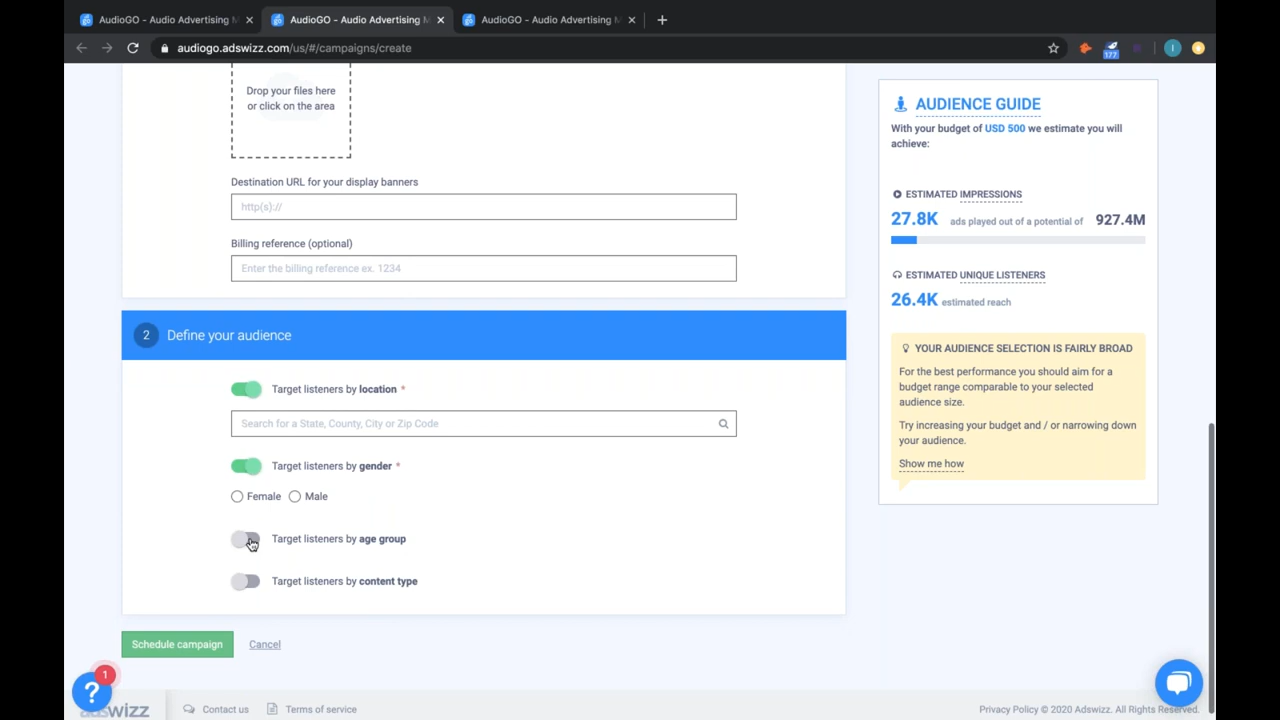 AudioGO - Audio Advertising M
AudioGO - Audio Advertising M
AudioGO - Audio Advertising M
audiogo.adswizz.com/us/#/campaigns/create
177
i
Drop your files here
or click on the area
Destination URL for your display banners
http(s)://
Billing reference (optional)
Enter the billing reference ex. 1234
2 Define your audience
Target listeners by location *
Search for a State, County, City or Zip Code
Target listeners by gender *
Female Male
Target listeners by age group
Target listeners by content type
Schedule campaign Cancel
AUDIENCE GUIDE
With your budget of USD 500 we estimate you will
achieve:
ESTIMATED IMPRESSIONS
27.8K ads played out of a potential of 927.4M
ESTIMATED UNIQUE LISTENERS
26.4K estimated reach
YOUR AUDIENCE SELECTION IS FAIRLY BROAD
For the best performance you should aim for a
budget range comparable to your selected
audience size.
Try increasing your budget and / or narrowing down
your audience.
Show me how
? 1
adswizz Contact us Terms of service Privacy Policy © 2020 Adswizz. All Rights Reserved.